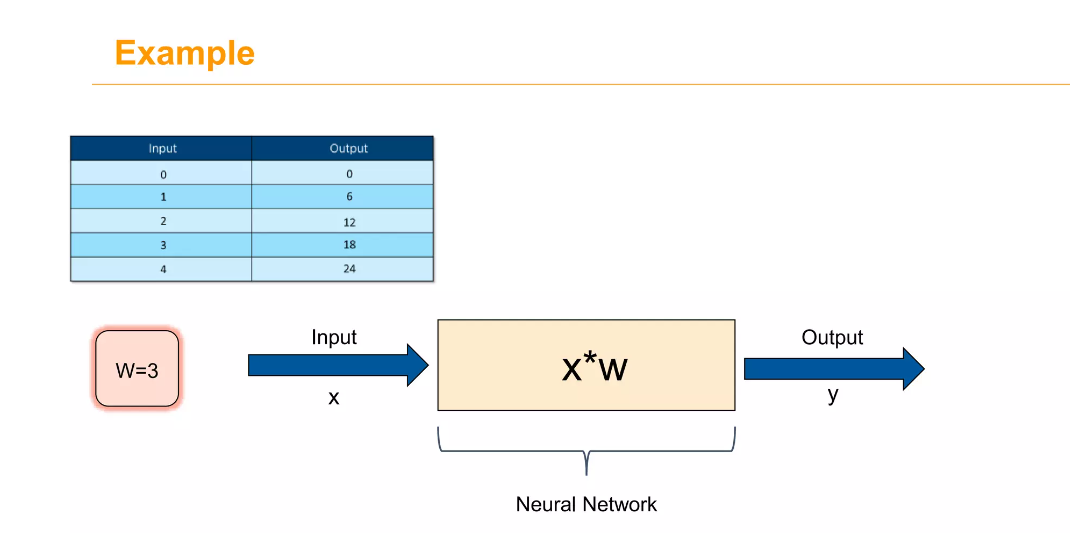 Example
Input Output
0 0
1 6
2 12
3 18
4 24
W=3
Input
x
x*w
Output
y
Neural Network